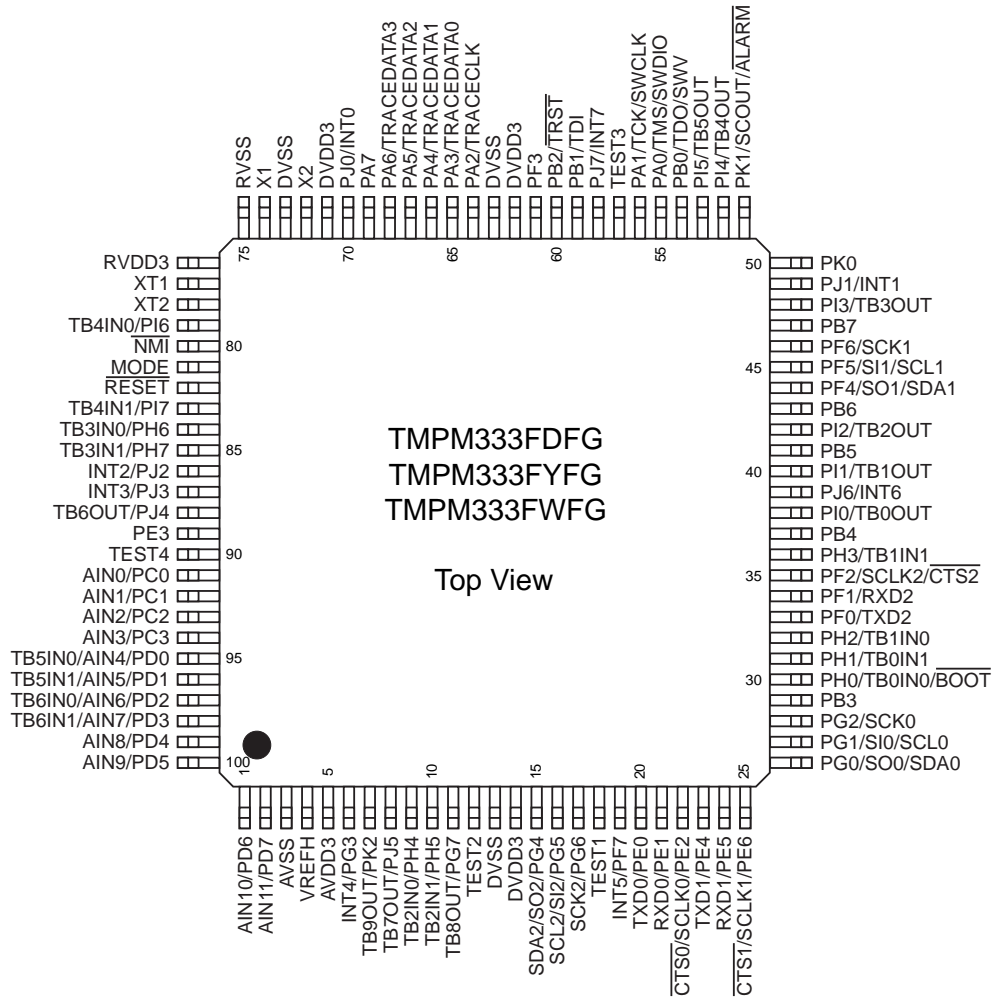 RVSS
X1
DVSS
X2
DVDD3
PJ0/INT0
PA7
PA6/TRACEDATA3
PA5/TRACEDATA2
PA4/TRACEDATA1
PA3/TRACEDATA0
PA2/TRACECLK
DVSS
DVDD3
PF3
PB2/TRST
PB1/TDI
PJ7/INT7
TEST3
PA1/TCK/SWCLK
PA0/TMS/SWDIO
PB0/TDO/SWV
PI5/TB5OUT
PI4/TB4OUT
PK1/SCOUT/ALARM
75
70
65
60
55
RVDD3
XT1
XT2
TB4IN0/PI6
NMI
MODE
RESET
TB4IN1/PI7
TB3IN0/PH6
TB3IN1/PH7
INT2/PJ2
INT3/PJ3
TB6OUT/PJ4
PE3
TEST4
AIN0/PC0
AIN1/PC1
AIN2/PC2
AIN3/PC3
TB5IN0/AIN4/PD0
TB5IN1/AIN5/PD1
TB6IN0/AIN6/PD2
TB6IN1/AIN7/PD3
AIN8/PD4
AIN9/PD5
80
85
90
95
100
TMPM333FDFG
TMPM333FYFG
TMPM333FWFG
Top View
50
45
40
35
30
PK0
PJ1/INT1
PI3/TB3OUT
PB7
PF6/SCK1
PF5/SI1/SCL1
PF4/SO1/SDA1
PB6
PI2/TB2OUT
PB5
PI1/TB1OUT
PJ6/INT6
PI0/TB0OUT
PB4
PH3/TB1IN1
PF2/SCLK2/CTS2
PF1/RXD2
PF0/TXD2
PH2/TB1IN0
PH1/TB0IN1
PH0/TB0IN0/BOOT
PB3
PG2/SCK0
PG1/SI0/SCL0
PG0/SO0/SDA0
1
5
10
15
20
25
AIN10/PD6
AIN11/PD7
AVSS
VREFH
AVDD3
INT4/PG3
TB9OUT/PK2
TB7OUT/PJ5
TB2IN0/PH4
TB2IN1/PH5
TB8OUT/PG7
TEST2
DVSS
DVDD3
SDA2/SO2/PG4
SCL2/SI2/PG5
SCK2/PG6
TEST1
INT5/PF7
TXD0/PE0
RXD0/PE1
CTS0/SCLK0/PE2
TXD1/PE4
RXD1/PE5
CTS1/SCLK1/PE6